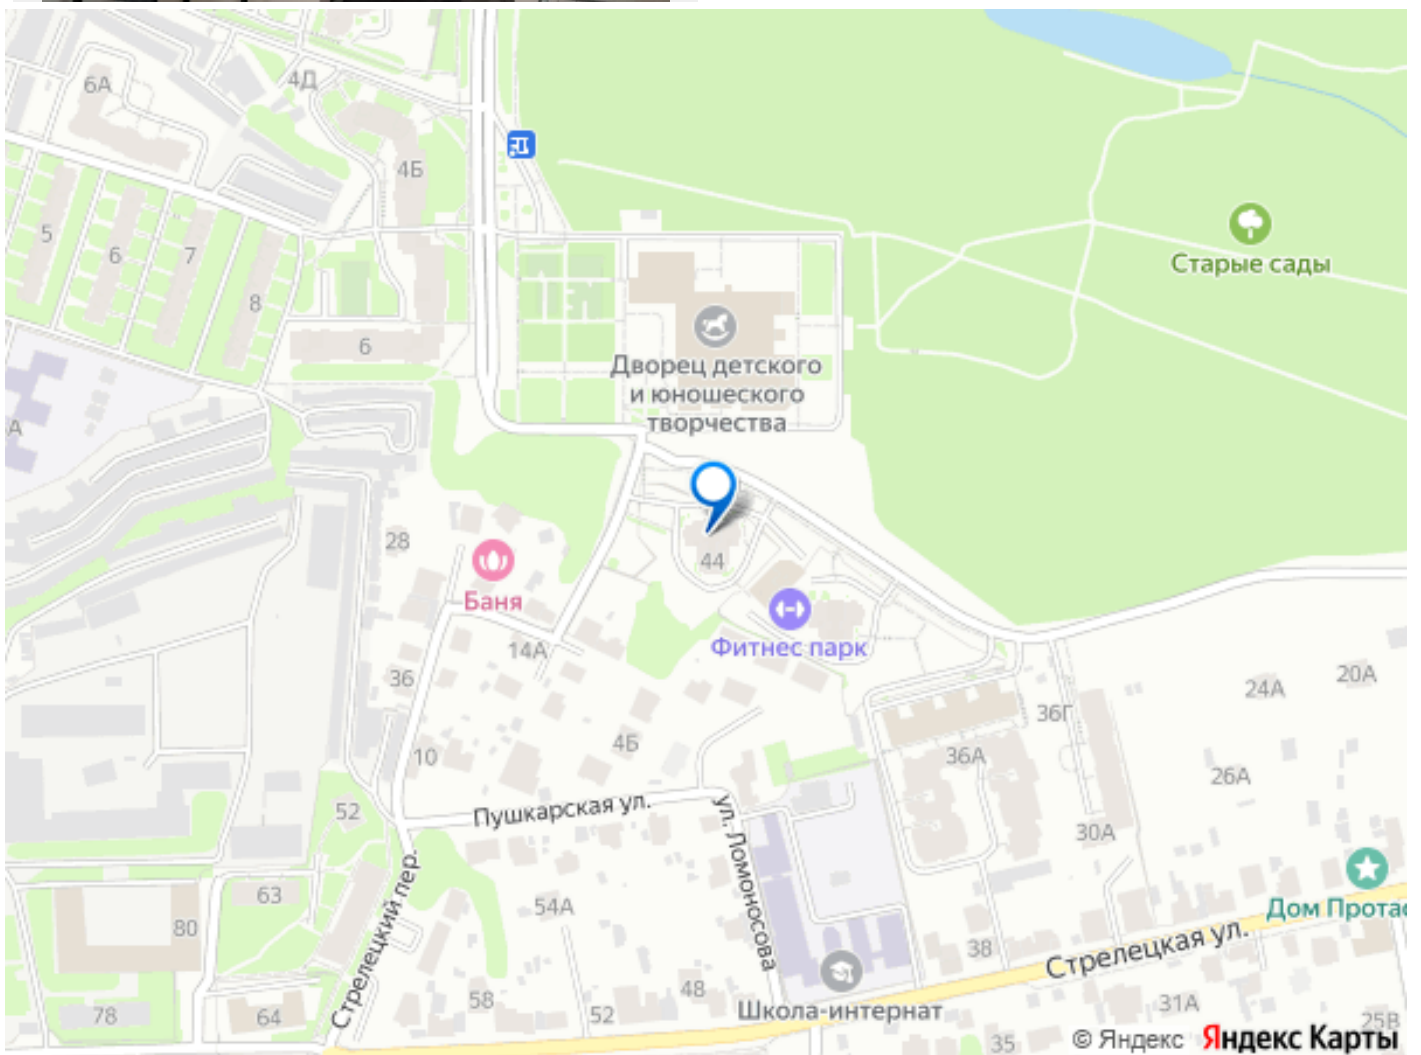 6А
4Д
4Б
5
6
7
8
6
Старые сады
Дворец детского
и юношеского
творчества
А
28
Баня
44
Фитнес парк
14А
36
10
4Б
36Г
36А
24А
20А
26А
30А
52
Пушкарская ул.
ул. Ломоносова
Стрелецкий пер.
63
80
54А
Дом Протас
38
Стрелецкая ул.
78
64
58
52
48
Школа-интернат
31А
35
25В
© Яндекс Яндекс Карты